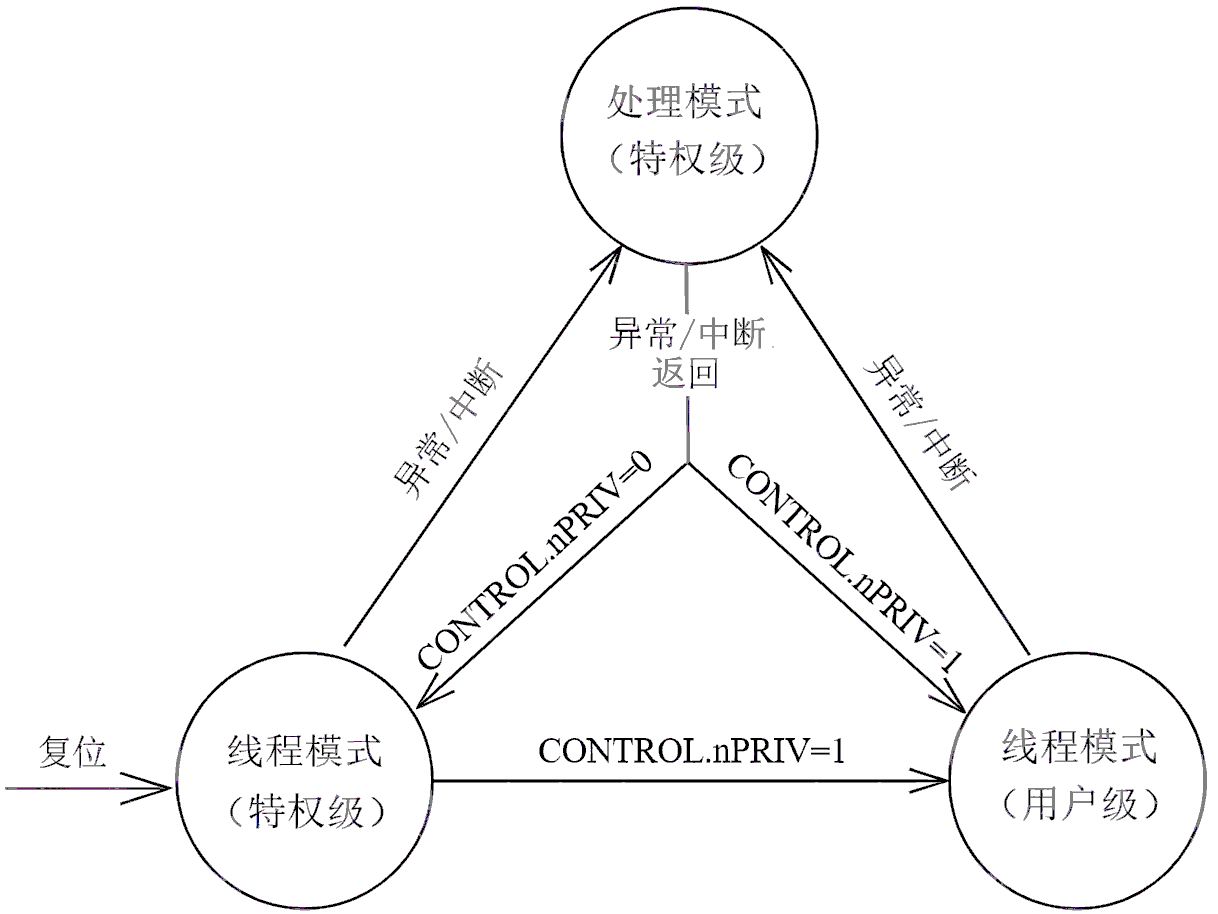 处理模式
（特权级）
异常/中断
返回
异常/中断
异常/中断
CONTROL.nPRIV=0
CONTROL.nPRIV=1
复位
线程模式
（特权级）
CONTROL.nPRIV=1
线程模式
（用户级）